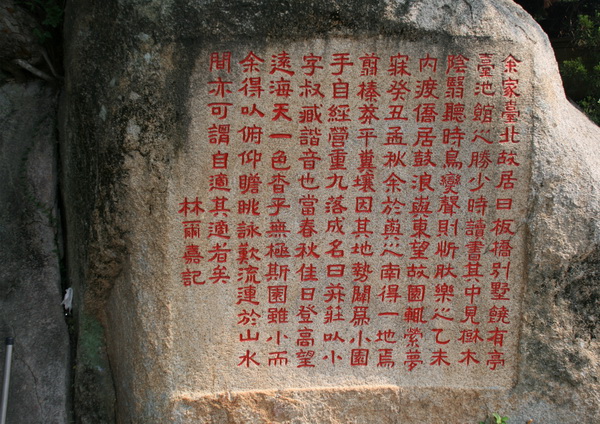 余家臺北故居曰板橋別墅饒有亭
臺池館之勝少時讀書其中見樹木
陰翳聽時鳥變聲則忻肰樂之乙未
内渡僑居鼓浪嶼東望故園輒縈夢
寐癸丑孟秋余於嶼之南得一地焉
翦榛莽平糞壤因其地勢闢爲小園
手自經營重九落成名曰菽莊以小
字叔臧諧音也當春秋佳日登高望
遠海天一色杳乎無極斯園雖小而
余得以俯仰瞻眺詠歎流連於山水
間亦可謂自適其適者矣
林爾嘉記